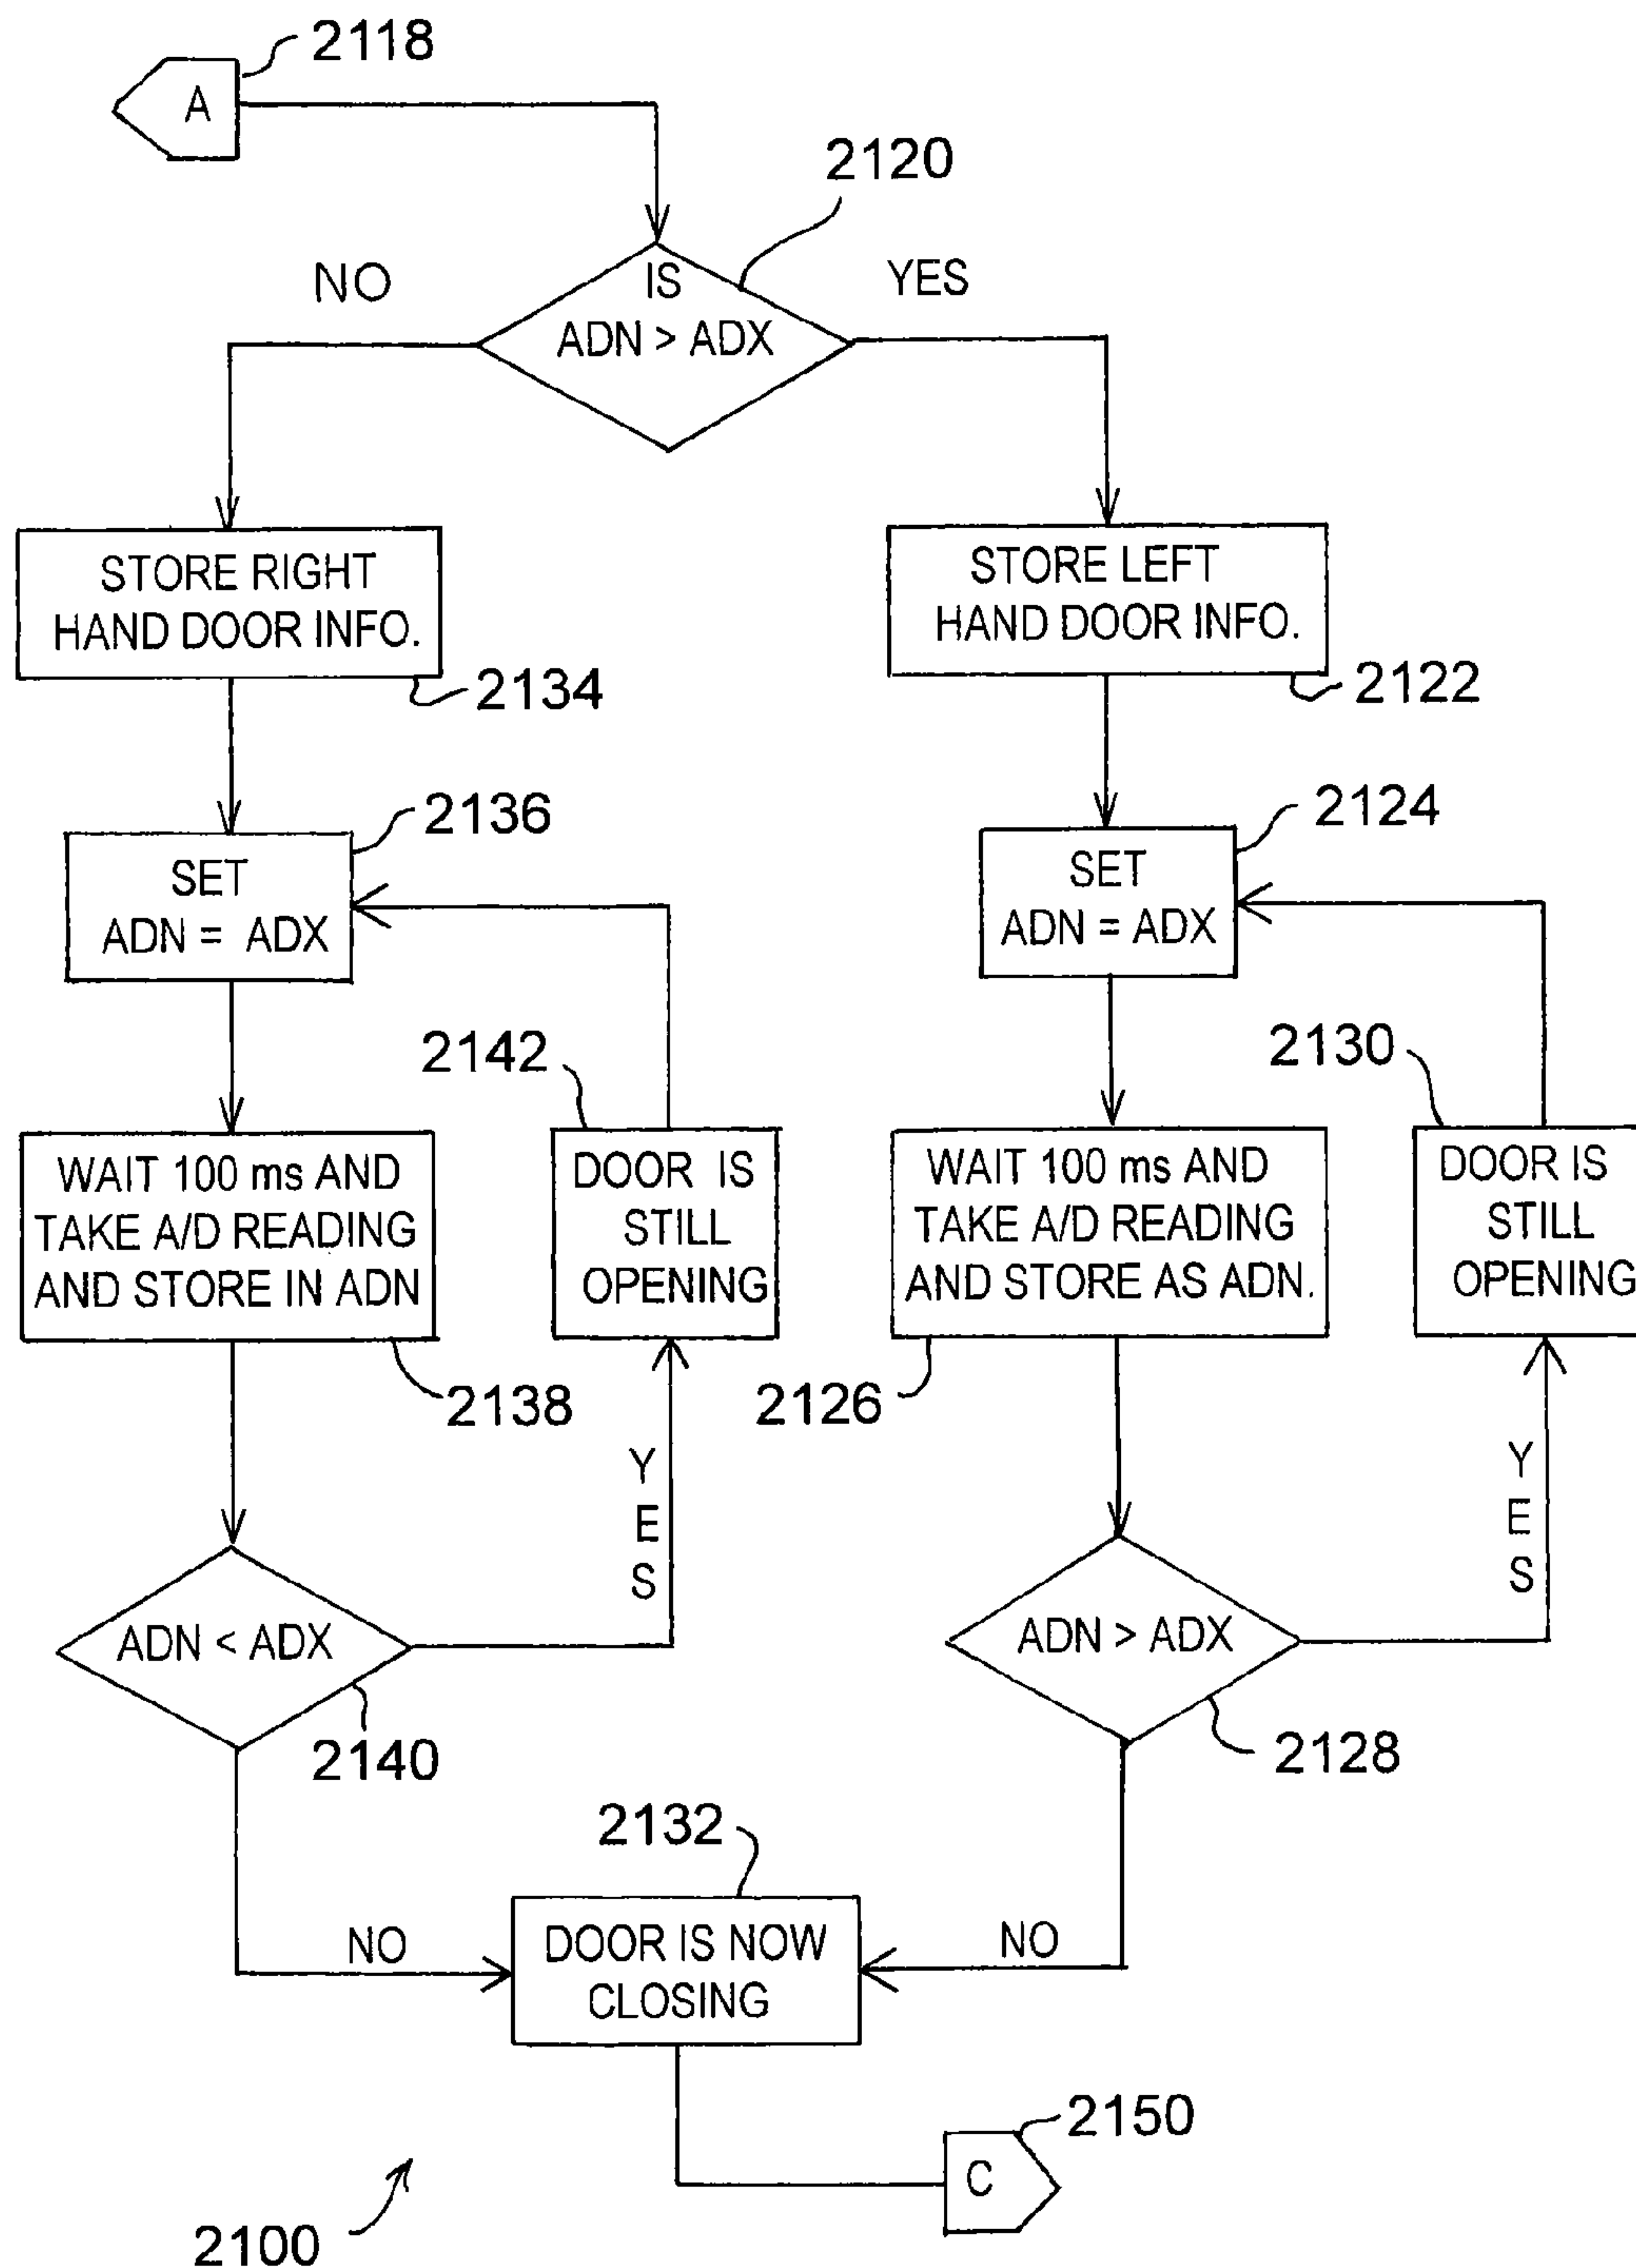 2118
A
2120
NO
YES
IS
ADN > ADX
STORE RIGHT
HAND DOOR INFO.
2134
STORE LEFT
HAND DOOR INFO.
2122
2136
SET
ADN = ADX
2124
SET
ADN = ADX
2142
2130
WAIT 100 ms AND
TAKE A/D READING
AND STORE IN ADN
2138
DOOR IS
STILL
OPENING
WAIT 100 ms AND
TAKE A/D READING
AND STORE AS ADN.
2126
DOOR IS
STILL
OPENING
YES
YES
ADN < ADX
2140
ADN > ADX
2128
2132
NO
DOOR IS NOW
CLOSING
NO
2150
C
2100